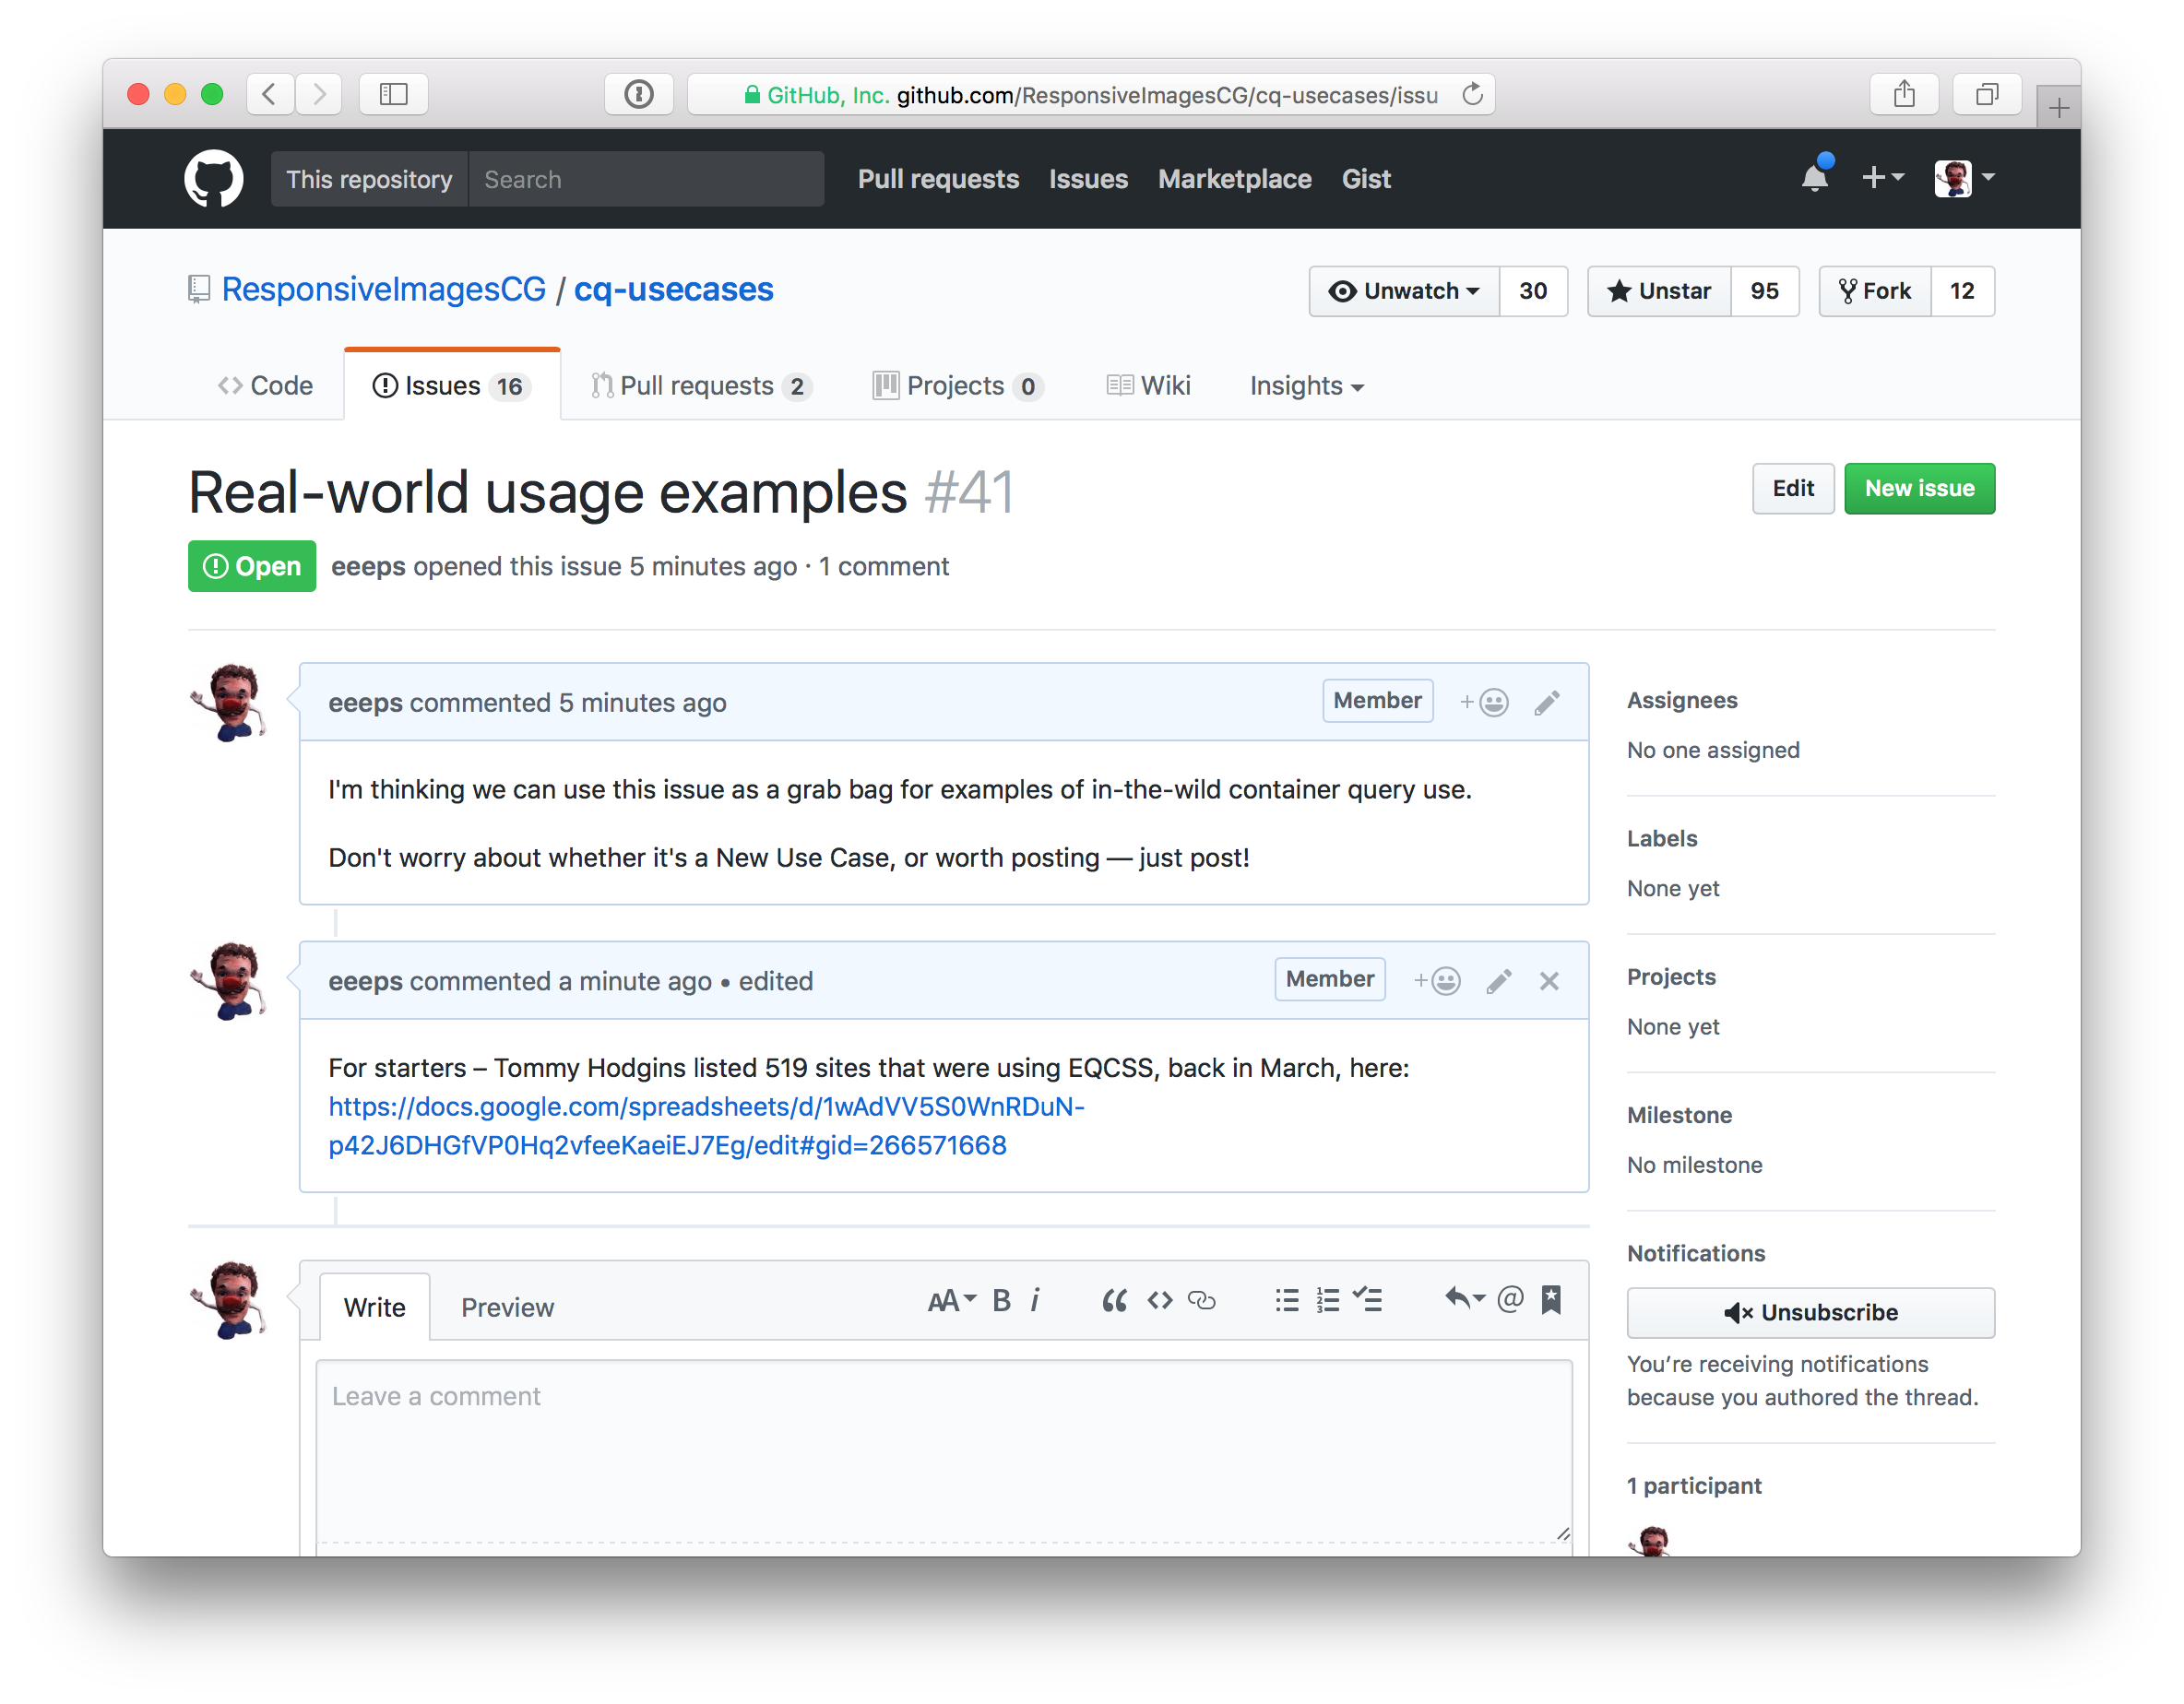 GitHub, Inc. github.com/ResponsiveImagesCG/cq-usecases/issu
This repository Search Pull requests Issues Marketplace Gist
ResponsiveImagesCG / cq-usecases Unwatch 30 Unstar 95 Fork 12
Code Issues 16 Pull requests 2 Projects 0 Wiki Insights
Real-world usage examples #41 Edit New issue
Open eeeps opened this issue 5 minutes ago · 1 comment
eeeps commented 5 minutes ago Member
I'm thinking we can use this issue as a grab bag for examples of in-the-wild container query use.
Don't worry about whether it's a New Use Case, or worth posting — just post!
eeeps commented a minute ago • edited Member
For starters – Tommy Hodgins listed 519 sites that were using EQCSS, back in March, here:
https://docs.google.com/spreadsheets/d/1wAdVV5S0WnRDuN-
p42J6DHGfVP0Hq2vfeeKaeiEJ7Eg/edit#gid=266571668
Write Preview AA B i
Leave a comment
Assignees
No one assigned
Labels
None yet
Projects
None yet
Milestone
No milestone
Notifications
Unsubscribe
You’re receiving notifications
because you authored the thread.
1 participant